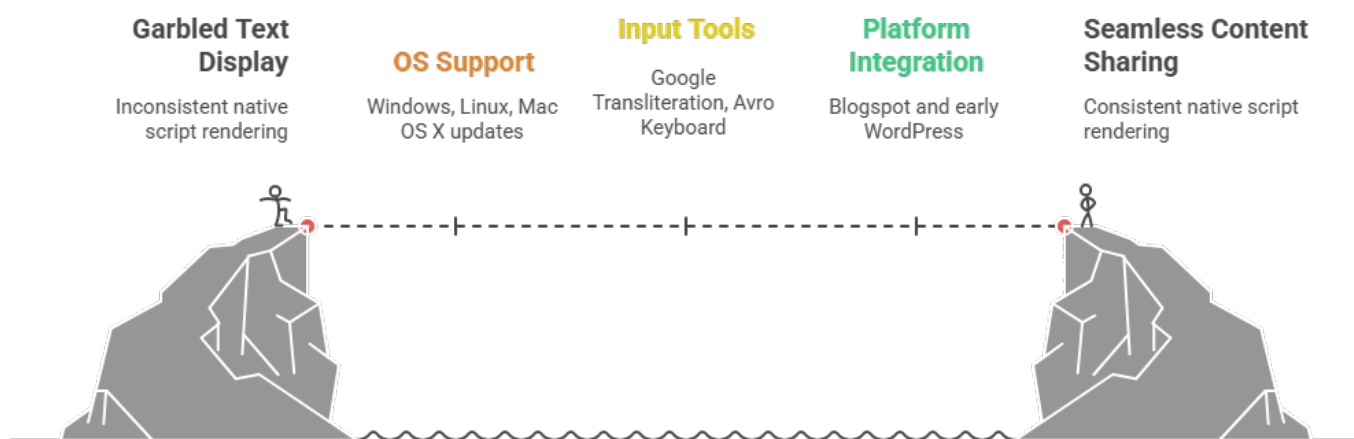 Garbled Text
Display
Inconsistent native
script rendering
OS Support
Windows, Linux, Mac
OS X updates
Input Tools
Google
Transliteration, Avro
Keyboard
Platform
Integration
Blogspot and early
WordPress
Seamless Content
Sharing
Consistent native script
rendering